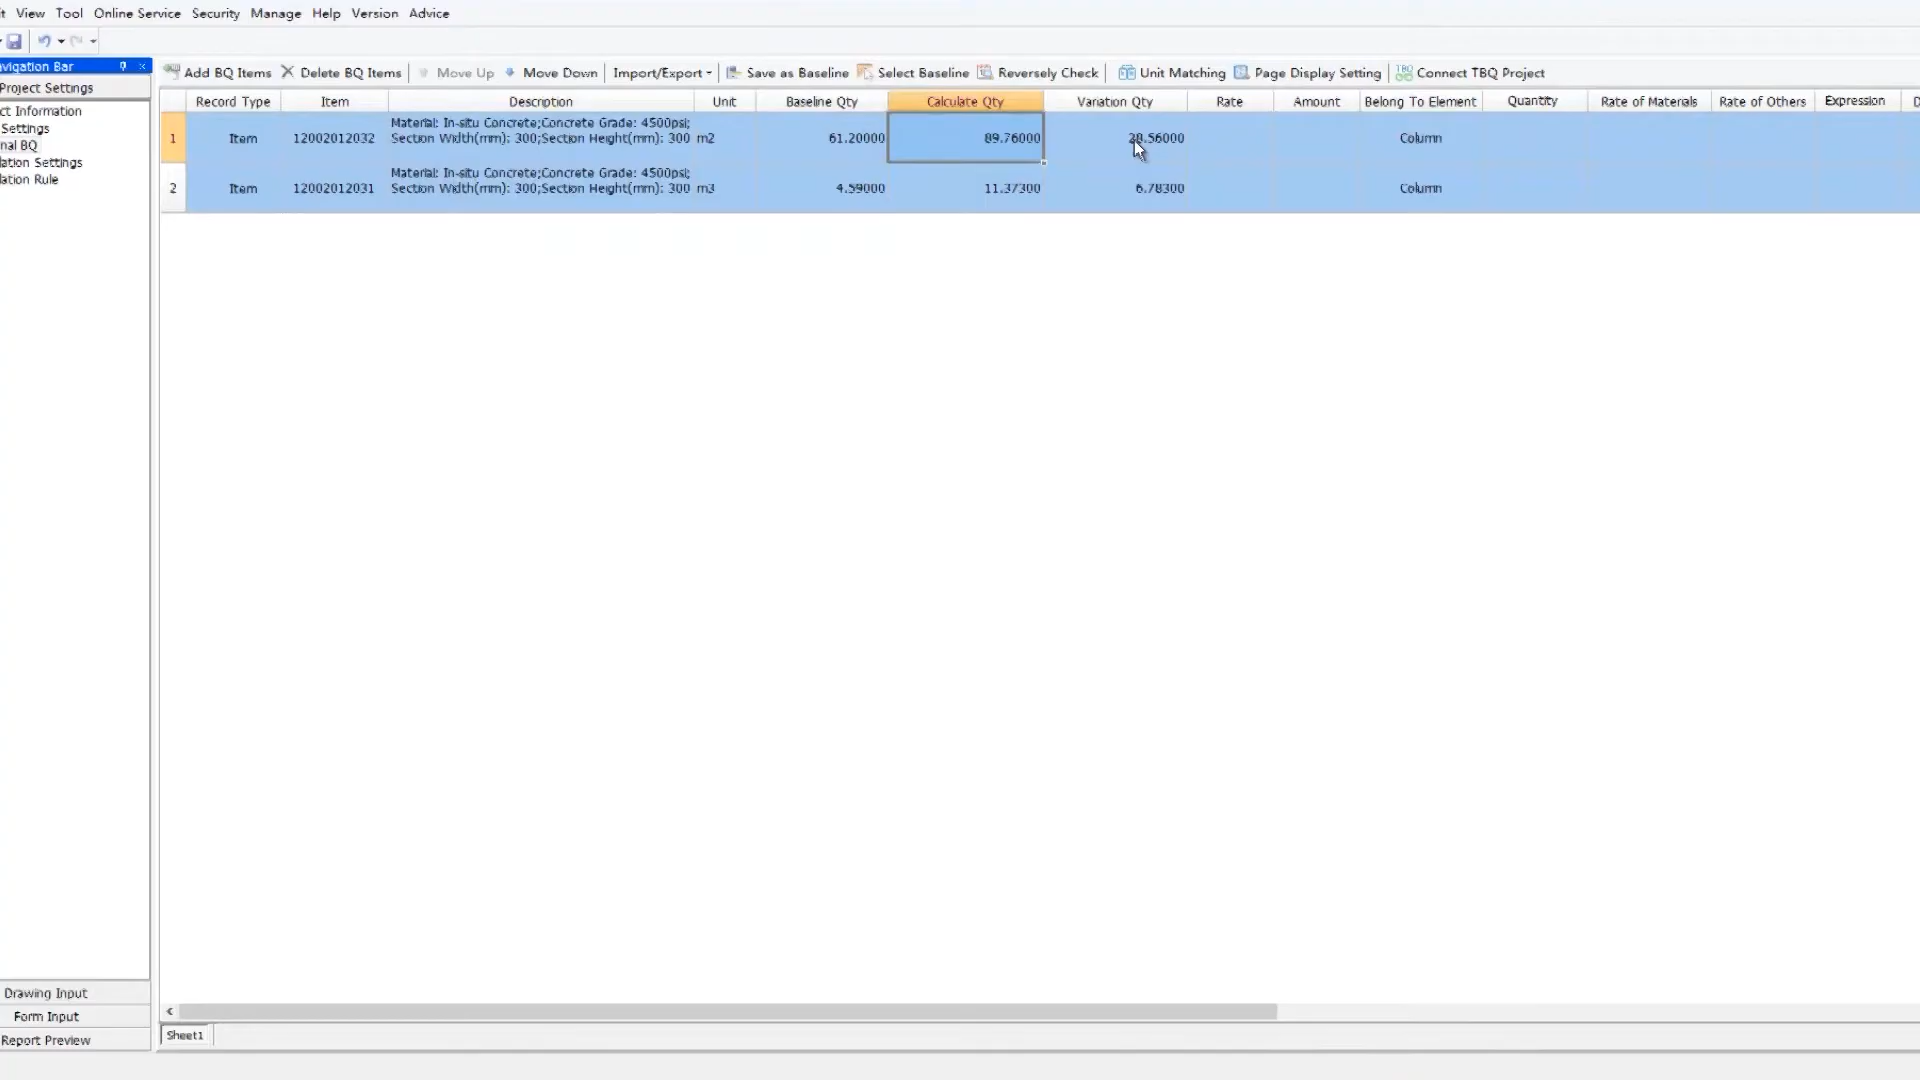 View Tool Online Service Security Manage Help Version Advice
Navigation Bar
Project Settings
ct Information
Settings
nal BQ
lation Settings
lation Rule
Add BQ Items Delete BQ Items Move Up Move Down Import/Export Save as Baseline Select Baseline Reversely Check Unit Matching Page Display Setting Connect TBQ Project
Record Type Item Description Unit Baseline Qty Calculate Qty Variation Qty Rate Amount Belong To Element Quantity Rate of Materials Rate of Others Expression
Material: In-situ Concrete;Concrete Grade: 4500psi;
1 Item 12002012032 Section Width(mm): 300;Section Height(mm): 300 m2 61.20000 89.76000 28.56000 Column
Material: In-situ Concrete;Concrete Grade: 4500psi;
2 Item 12002012031 Section Width(mm): 300;Section Height(mm): 300 m3 4.59000 11.37300 6.78300 Column
Drawing Input
Form Input
Report Preview
Sheet1